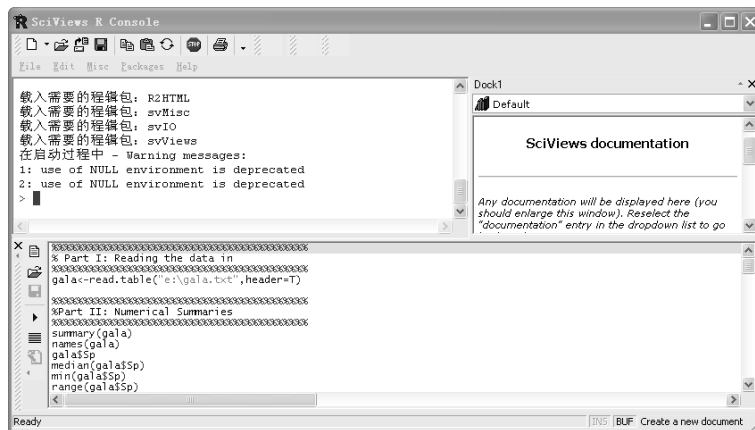 SciViews R Console
File Edit Misc Packages Help
载入需要的程辑包: R2HTML
载入需要的程辑包: svMisc
载入需要的程辑包: svIO
载入需要的程辑包: svViews
在启动过程中 - Warning messages:
1: use of NULL environment is deprecated
2: use of NULL environment is deprecated
>
Dock1
Default
SciViews documentation
Any documentation will be displayed here (you
should enlarge this window). Reselect the
"documentation" entry in the dropdown list to go
%%%%%%%%%%%%%%%%%%%%%%%%%%%%%%%%%%%%%%%%%%
% Part I: Reading the data in
%%%%%%%%%%%%%%%%%%%%%%%%%%%%%%%%%%%%%%%%%%
gala<-read.table("e:\gala.txt",header=T)
%%%%%%%%%%%%%%%%%%%%%%%%%%%%%%%%%%%%%%%%%%
%Part II: Numerical Summaries
%%%%%%%%%%%%%%%%%%%%%%%%%%%%%%%%%%%%%%%%%%
summary(gala)
names(gala)
gala$Sp
median(gala$Sp)
min(gala$Sp)
range(gala$Sp)
Ready
INS BUF Create a new document